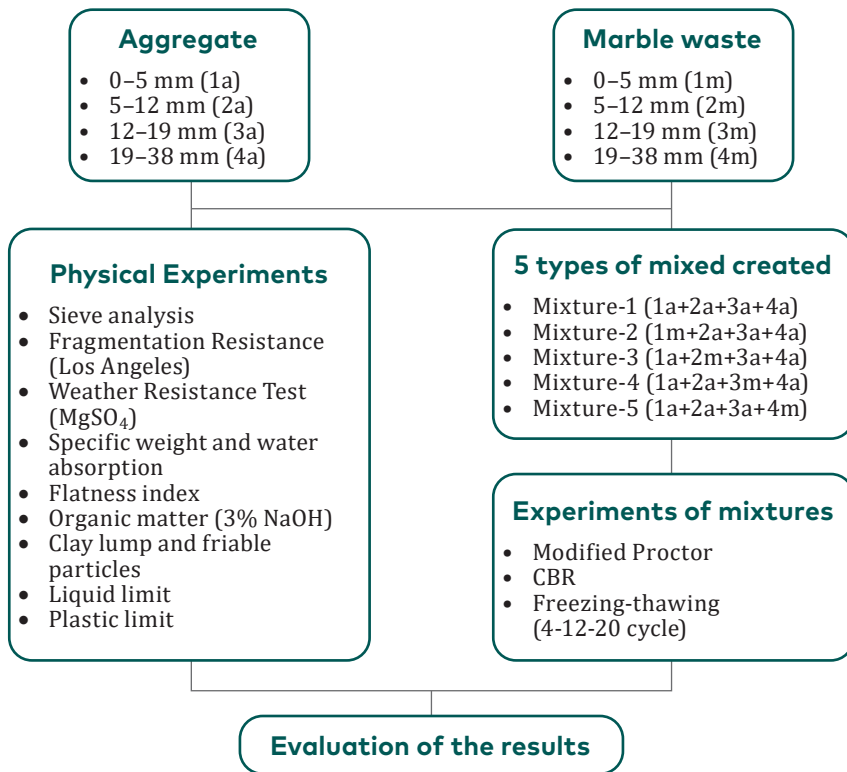 Aggregate
• 0–5 mm (1a)
• 5–12 mm (2a)
• 12–19 mm (3a)
• 19–38 mm (4a)
Marble waste
• 0–5 mm (1m)
• 5–12 mm (2m)
• 12–19 mm (3m)
• 19–38 mm (4m)
Physical Experiments
• Sieve analysis
• Fragmentation Resistance
(Los Angeles)
• Weather Resistance Test
(MgSO₄)
• Specific weight and water
absorption
• Flatness index
• Organic matter (3% NaOH)
• Clay lump and friable
particles
• Liquid limit
• Plastic limit
5 types of mixed created
• Mixture-1 (1a+2a+3a+4a)
• Mixture-2 (1m+2a+3a+4a)
• Mixture-3 (1a+2m+3a+4a)
• Mixture-4 (1a+2a+3m+4a)
• Mixture-5 (1a+2a+3a+4m)
Experiments of mixtures
• Modified Proctor
• CBR
• Freezing-thawing
(4-12-20 cycle)
Evaluation of the results